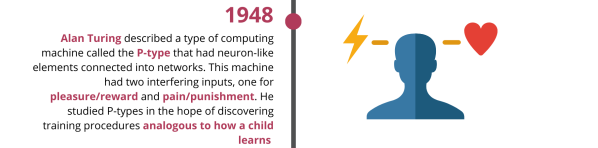 1948
Alan Turing described a type of computing
machine called the P-type that had neuron-like
elements connected into networks. This machine
had two interfering inputs, one for
pleasure/reward and pain/punishment. He
studied P-types in the hope of discovering
training procedures analogous to how a child
learns